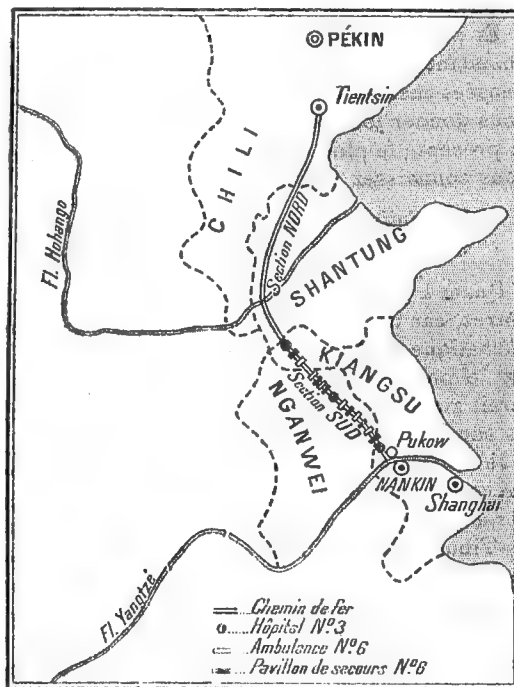 PÉKIN
Tientsin
CHILI
Section NORD
Fl. Hohango
SHANTUNG
KIANGSU
Section SUD
NGANWEI
Pukow
NANKIN
Shanghai
Fl. Yangtzé
Chemin de Fer
Hôpital Nº3
Ambulance Nº6
Pavillon de secours Nº6